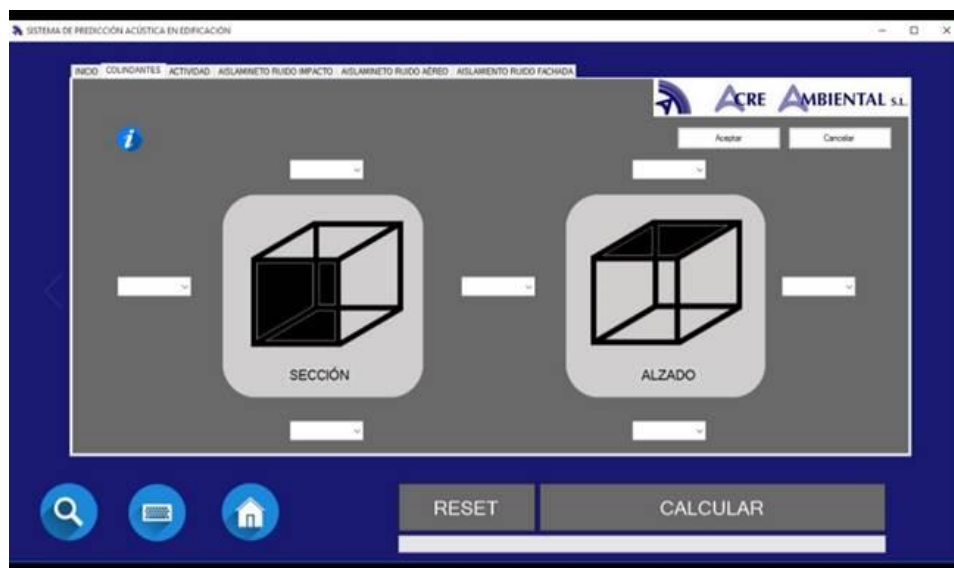 SISTEMA DE PREDICCIÓN ACÚSTICA EN EDIFICACIÓN
INICIO COLINDANTES ACTIVIDAD AISLAMINETO RUIDO IMPACTO AISLAMINETO RUIDO AÉREO AISLAMIENTO RUIDO FACHADA
ACRE AMBIENTAL S.L.
i
Aceptar Cancelar
SECCIÓN ALZADO
RESET CALCULAR